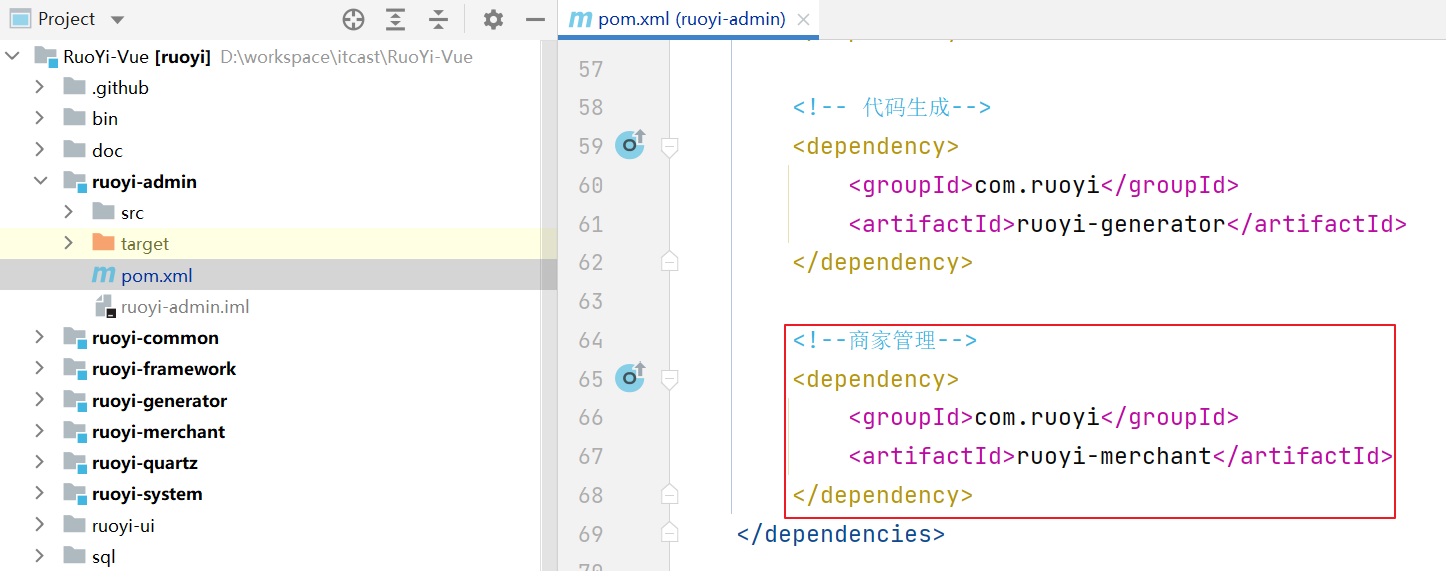 Project
RuoYi-Vue [ruoyi] D:\workspace\itcast\RuoYi-Vue
.github
bin
doc
ruoyi-admin
src
target
pom.xml
ruoyi-admin.iml
ruoyi-common
ruoyi-framework
ruoyi-generator
ruoyi-merchant
ruoyi-quartz
ruoyi-system
ruoyi-ui
sql
pom.xml (ruoyi-admin)
57
58 <!-- 代码生成-->
59 <dependency>
60 <groupId>com.ruoyi</groupId>
61 <artifactId>ruoyi-generator</artifactId>
62 </dependency>
63
64 <!--商家管理-->
65 <dependency>
66 <groupId>com.ruoyi</groupId>
67 <artifactId>ruoyi-merchant</artifactId>
68 </dependency>
69 </dependencies>